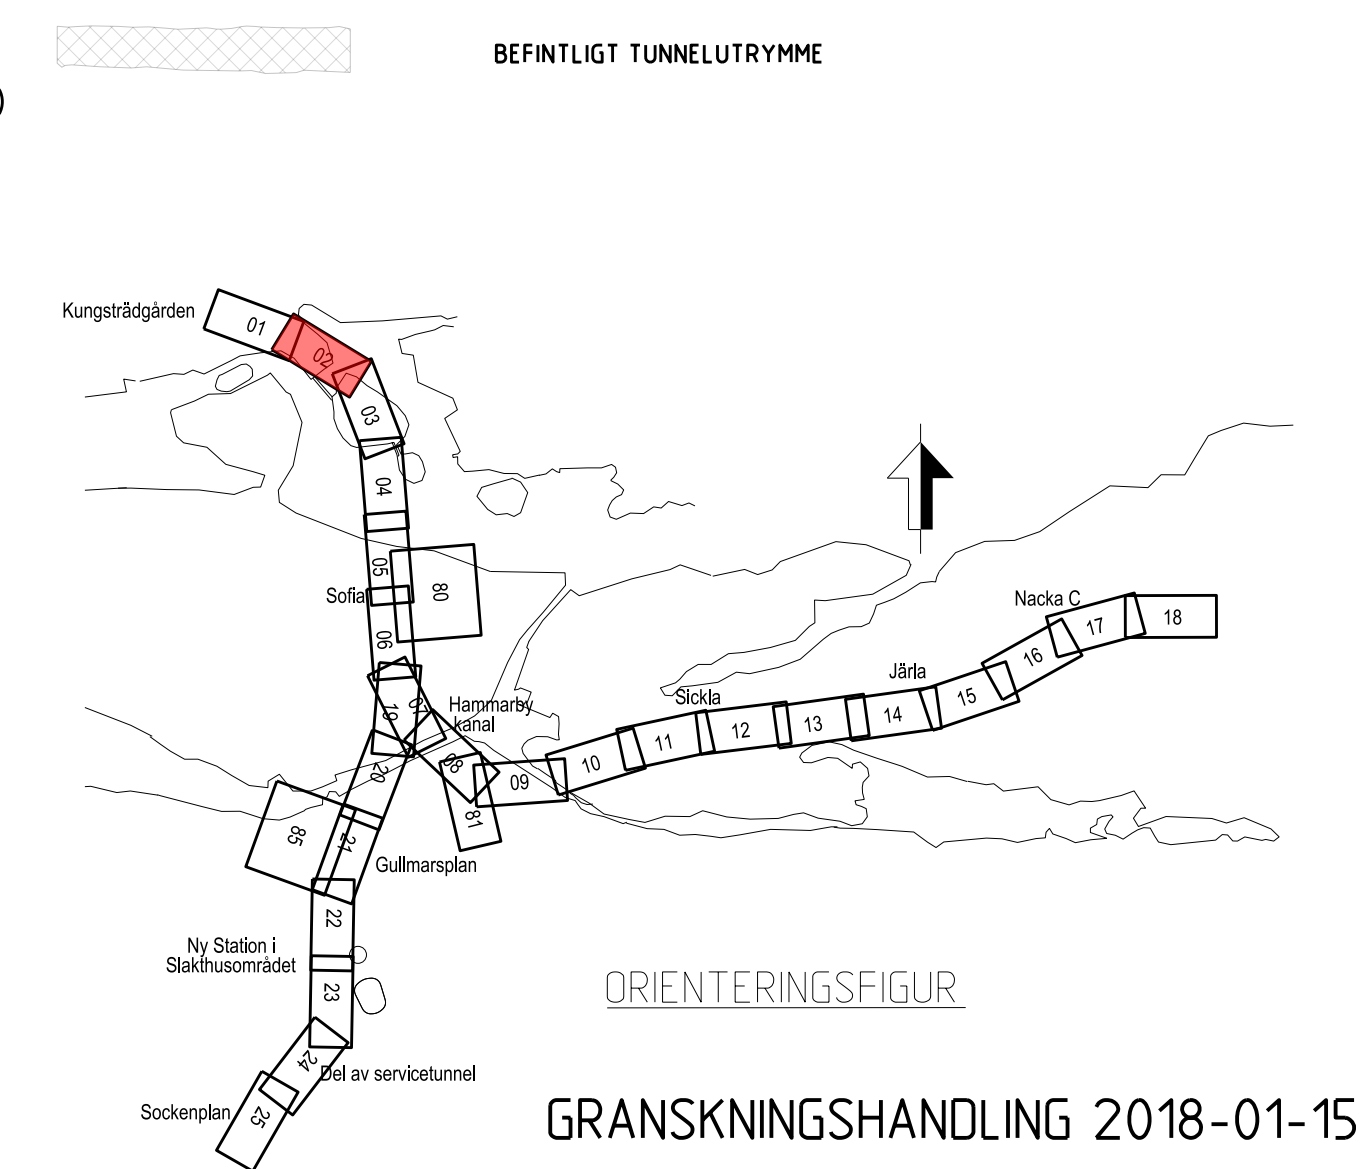 BEFINTLIGT TUNNELUTRYMME
)
Kungsträdgården
01
02
03
04
05
80
Sofia
06
Nacka C
18
17
16
Järla
15
Sickla
14
13
12
11
10
Hammarby
kanal
07
19
08
09
20
81
85
21
Gullmarsplan
22
Ny Station i
Slakthusområdet
23
ORIENTERINGSFIGUR
24
Del av servicetunnel
Sockenplan
25
GRANSKNINGSHANDLING 2018-01-15